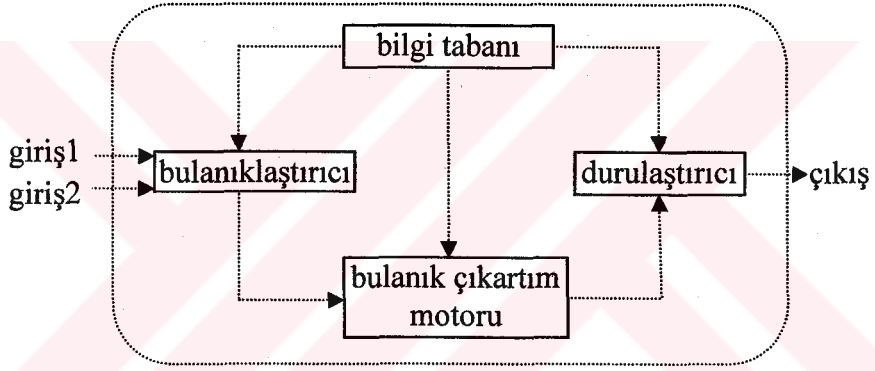 bilgi tabanı
giriş1
giriş2
bulanıklaştırıcı
durulaştırıcı
çıkış
bulanık çıkartım
motoru